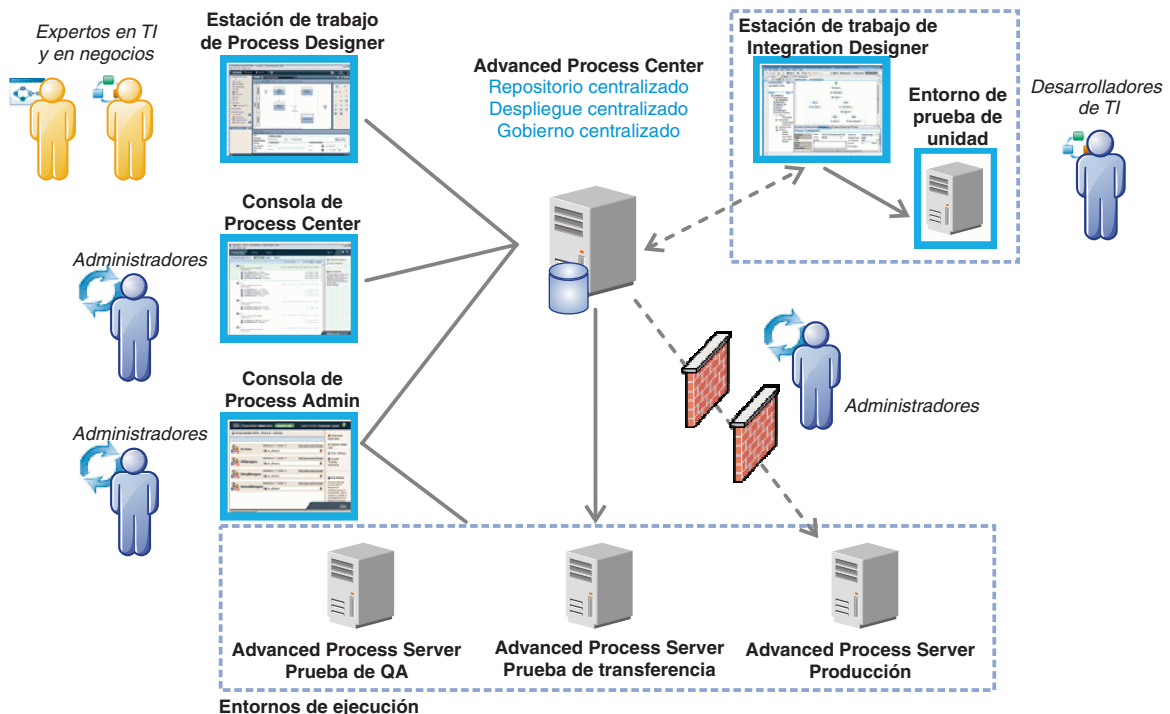 Expertos en TI
y en negocios
Estación de trabajo
de Process Designer
Advanced Process Center
Repositorio centralizado
Despliegue centralizado
Gobierno centralizado
Estación de trabajo de
Integration Designer
Entorno de
prueba de
unidad
Desarrolladores
de TI
Consola de
Process Center
Administradores
Consola de
Process Admin
Administradores
Administradores
Advanced Process Server
Prueba de QA
Advanced Process Server
Prueba de transferencia
Advanced Process Server
Producción
Entornos de ejecución